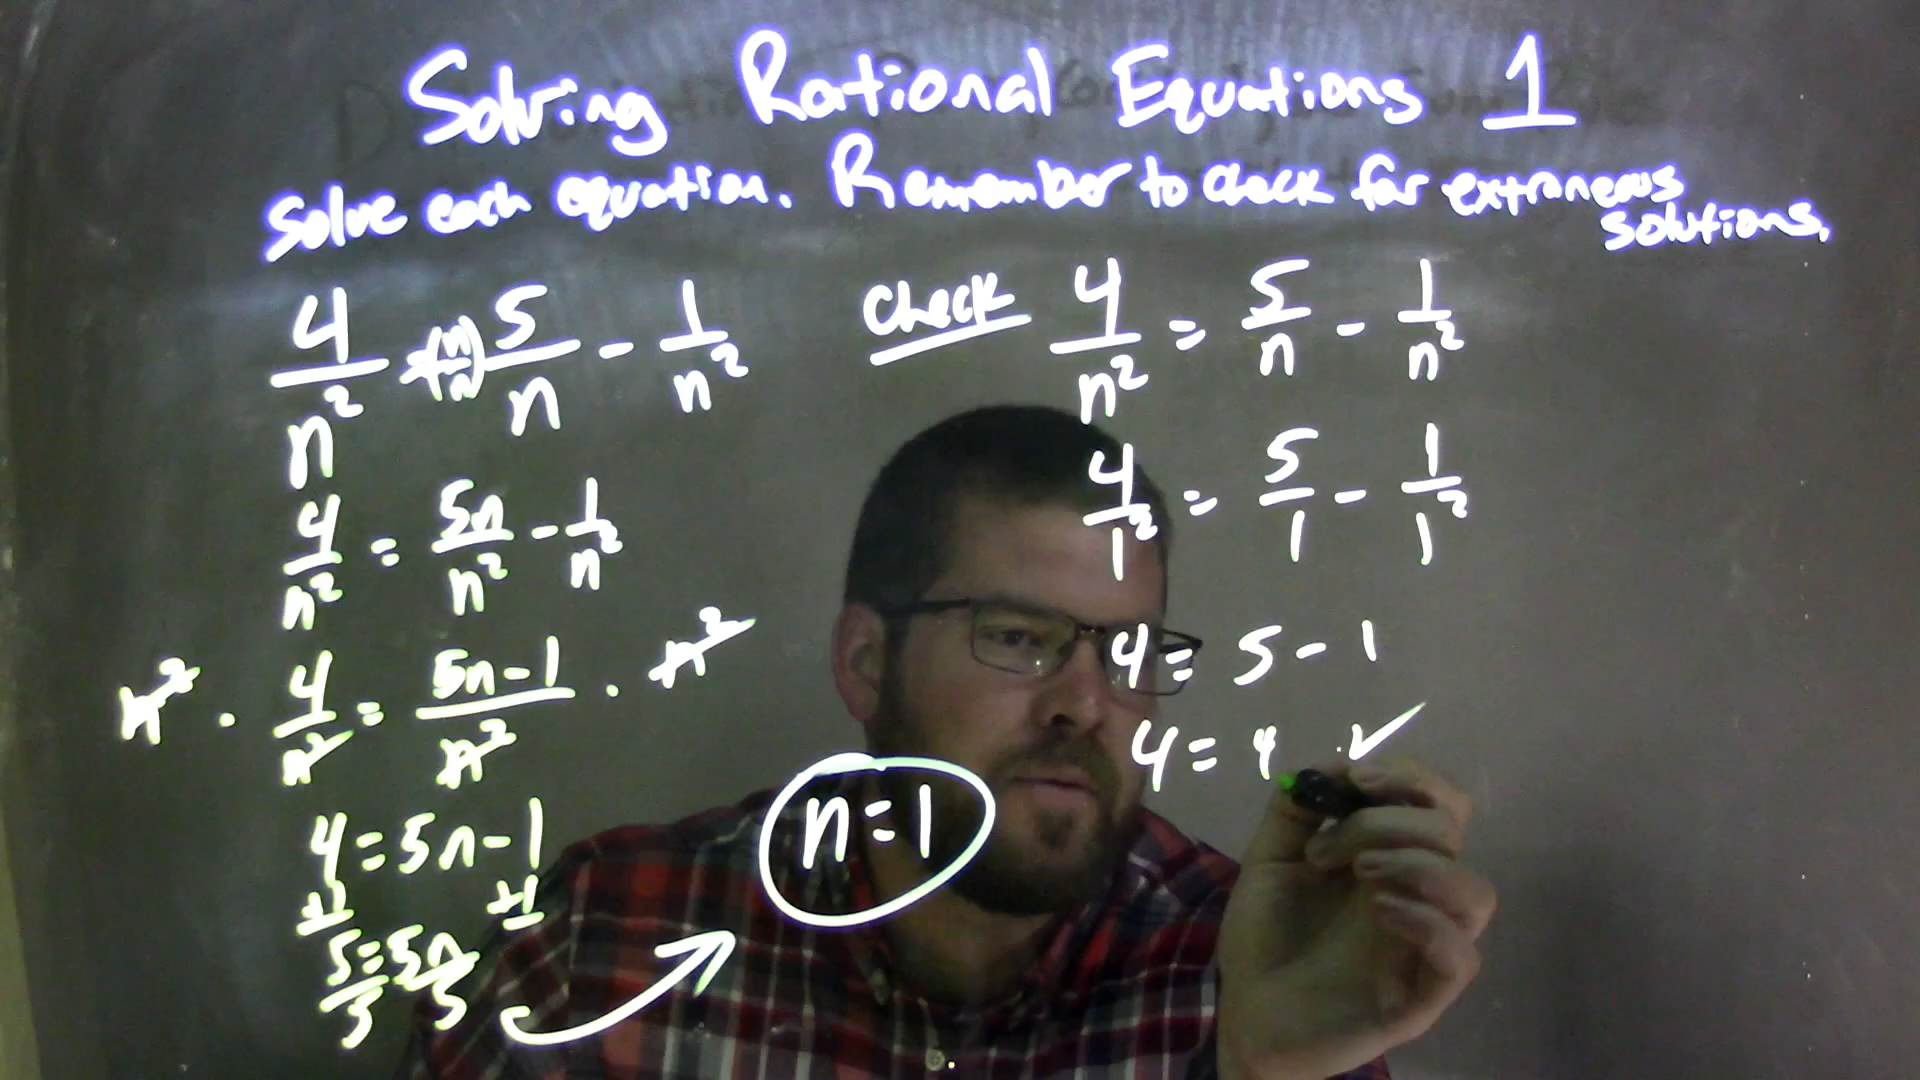 Solving Rational Equations 1
Solve each equation. Remember to check for extraneous
solutions.
4/n² = (n/n) 5/n - 1/n²
4/n² = 5n/n² - 1/n²
n² · 4/n² = 5n-1/n² · n²
4 = 5n-1
+1 +1
5 = 5n
5 5
n=1
Check 4/n² = 5/n - 1/n²
4/1² = 5/1 - 1/1²
4 = 5 - 1
4 = 4 ✓